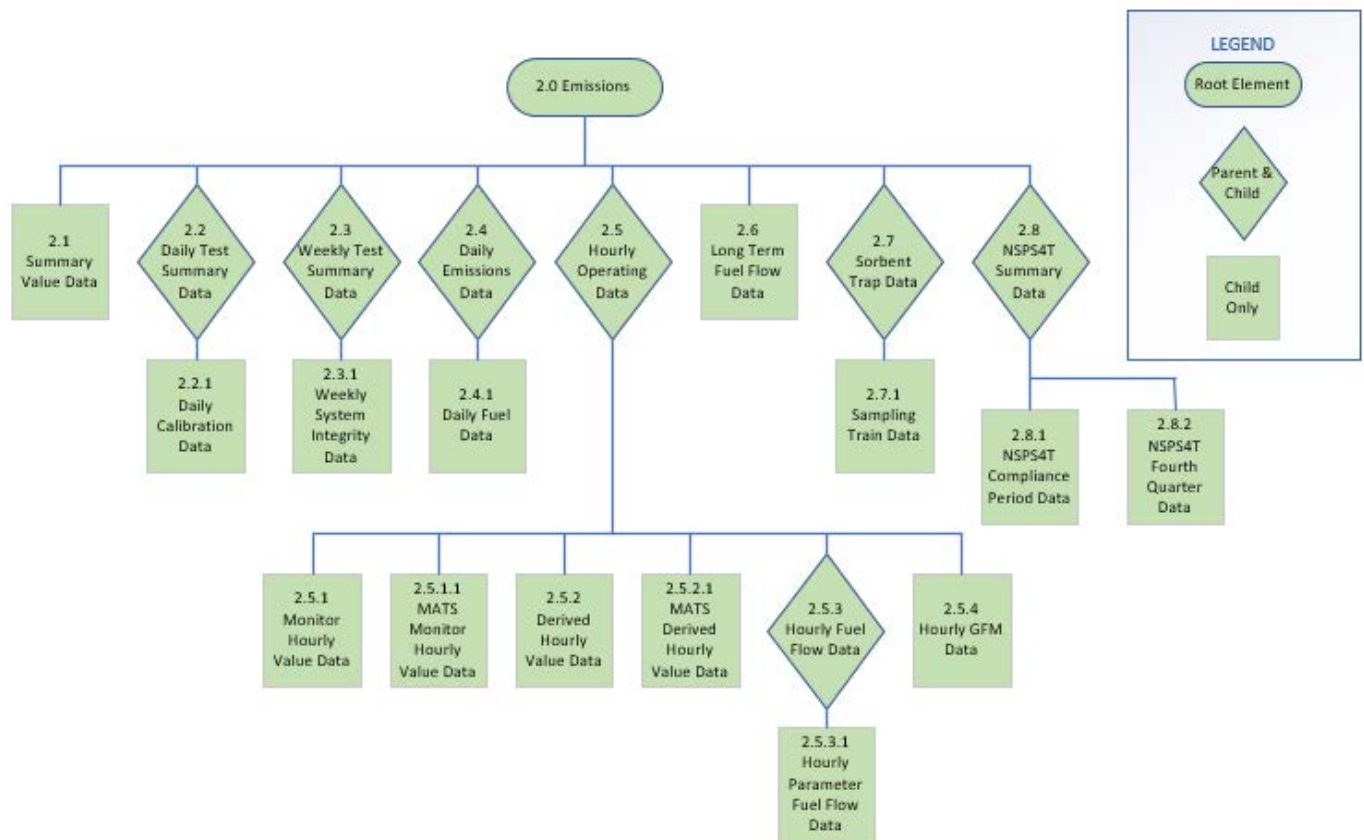 LEGEND
Root Element
Parent &
Child
Child
Only
2.0 Emissions
2.1
Summary
Value Data
2.2
Daily Test
Summary
Data
2.3
Weekly Test
Summary
Data
2.4
Daily
Emissions
Data
2.5
Hourly
Operating
Data
2.6
Long Term
Fuel Flow
Data
2.7
Sorbent
Trap Data
2.8
NSPS4T
Summary
Data
2.2.1
Daily
Calibration
Data
2.3.1
Weekly
System
Integrity
Data
2.4.1
Daily Fuel
Data
2.7.1
Sampling
Train Data
2.8.1
NSPS4T
Compliance
Period Data
2.8.2
NSPS4T
Fourth
Quarter
Data
2.5.1
Monitor
Hourly
Value Data
2.5.1.1
MATS
Monitor
Hourly
Value Data
2.5.2
Derived
Hourly
Value Data
2.5.2.1
MATS
Derived
Hourly
Value Data
2.5.3
Hourly Fuel
Flow Data
2.5.4
Hourly GFM
Data
2.5.3.1
Hourly
Parameter
Fuel Flow
Data